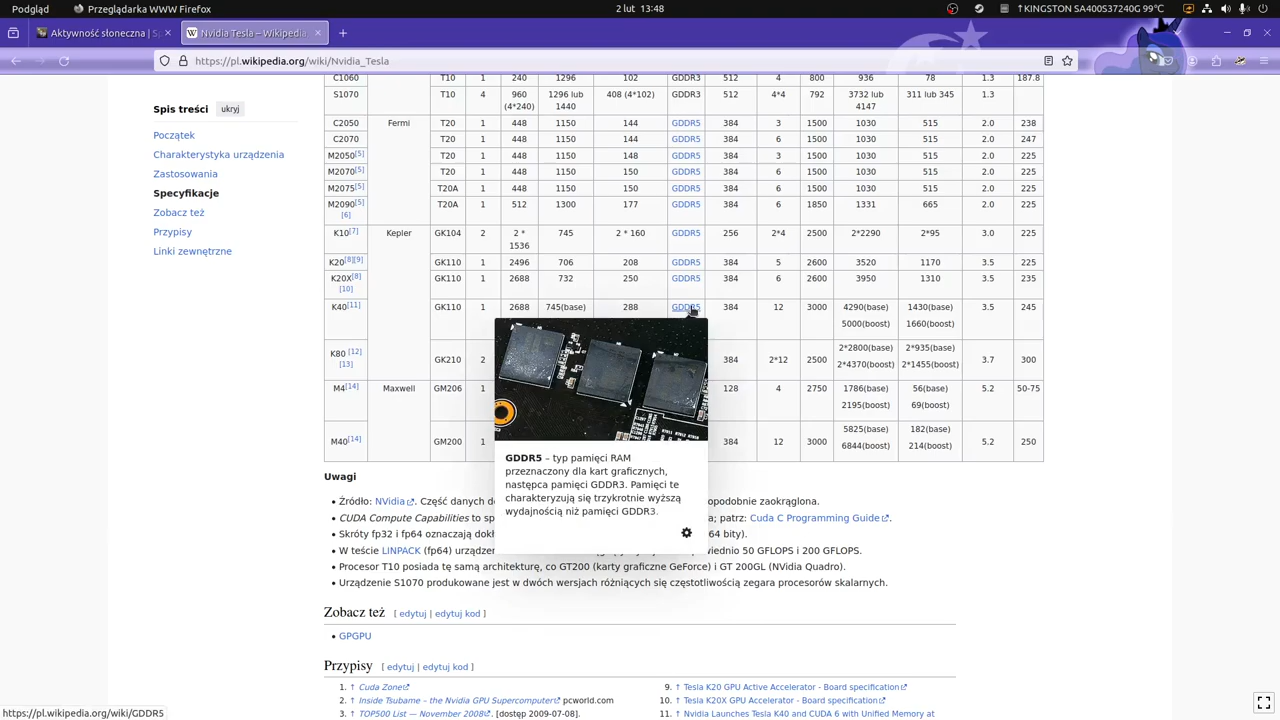 Podgląd Przeglądarka WWW Firefox 2 lut 13:48 ↑KINGSTON SA400S37240G 99°C
Aktywność słoneczna | S
Nvidia Tesla – Wikipedia
https://pl.wikipedia.org/wiki/Nvidia_Tesla
Spis treści ukryj
Początek
Charakterystyka urządzenia
Zastosowania
Specyfikacje
Zobacz też
Przypisy
Linki zewnętrzne
C1060 T10 1 240 1296 102 GDDR3 512 4 800 936 78 1.3 187.8
S1070 T10 4 960 1296 lub 408 (4*102) GDDR3 512 4*4 792 3732 lub 311 lub 345 1.3
(4*240) 1440 4147
C2050 Fermi T20 1 448 1150 144 GDDR5 384 3 1500 1030 515 2.0 238
C2070 T20 1 448 1150 144 GDDR5 384 6 1500 1030 515 2.0 247
M2050[5] T20 1 448 1150 148 GDDR5 384 3 1500 1030 515 2.0 225
M2070[5] T20 1 448 1150 150 GDDR5 384 6 1500 1030 515 2.0 225
M2075[5] T20A 1 448 1150 150 GDDR5 384 6 1500 1030 515 2.0 225
M2090[5] T20A 1 512 1300 177 GDDR5 384 6 1850 1331 665 2.0 225
[6]
K10[7] Kepler GK104 2 2 * 745 2 * 160 GDDR5 256 2*4 2500 2*2290 2*95 3.0 225
1536
K20[8][9] GK110 1 2496 706 208 GDDR5 384 5 2600 3520 1170 3.5 225
K20X[8] GK110 1 2688 732 250 GDDR5 384 6 2600 3950 1310 3.5 235
[10]
K40[11] GK110 1 2688 745(base) 288 GDDR5 384 12 3000 4290(base) 1430(base) 3.5 245
5000(boost) 1660(boost)
2*2800(base) 2*935(base)
K80 [12] GK210 2 384 2*12 2500 3.7 300
[13] 2*4370(boost) 2*1455(boost)
M4[14] Maxwell GM206 1 128 4 2750 1786(base) 56(base) 5.2 50-75
2195(boost) 69(boost)
5825(base) 182(base)
M40[14] GM200 1 384 12 3000 5.2 250
6844(boost) 214(boost)
GDDR5 – typ pamięci RAM
przeznaczony dla kart graficznych,
następca pamięci GDDR3. Pamięci te
charakteryzują się trzykrotnie wyższą
wydajnością niż pamięci GDDR3.
Uwagi
• Źródło: NVidia. Część danych do opodobnie zaokrąglona.
• CUDA Compute Capabilities to sp a; patrz: Cuda C Programming Guide.
• Skróty fp32 i fp64 oznaczają dokł 64 bity).
• W teście LINPACK (fp64) urządzen wiednio 50 GFLOPS i 200 GFLOPS.
• Procesor T10 posiada tę samą architekturę, co GT200 (karty graficzne GeForce) i GT 200GL (NVidia Quadro).
• Urządzenie S1070 produkowane jest w dwóch wersjach różniących się częstotliwością zegara procesorów skalarnych.
Zobacz też [ edytuj | edytuj kod ]
• GPGPU
Przypisy [ edytuj | edytuj kod ]
1. ↑ Cuda Zone
2. ↑ Inside Tsubame – the Nvidia GPU Supercomputer pcworld.com
3. ↑ TOP500 List — November 2008. [dostęp 2009-07-08].
9. ↑ Tesla K20 GPU Active Accelerator - Board specification
10. ↑ Tesla K20X GPU Accelerator - Board specification
11. ↑ Nvidia Launches Tesla K40 and CUDA 6 with Unified Memory at
https://pl.wikipedia.org/wiki/GDDR5